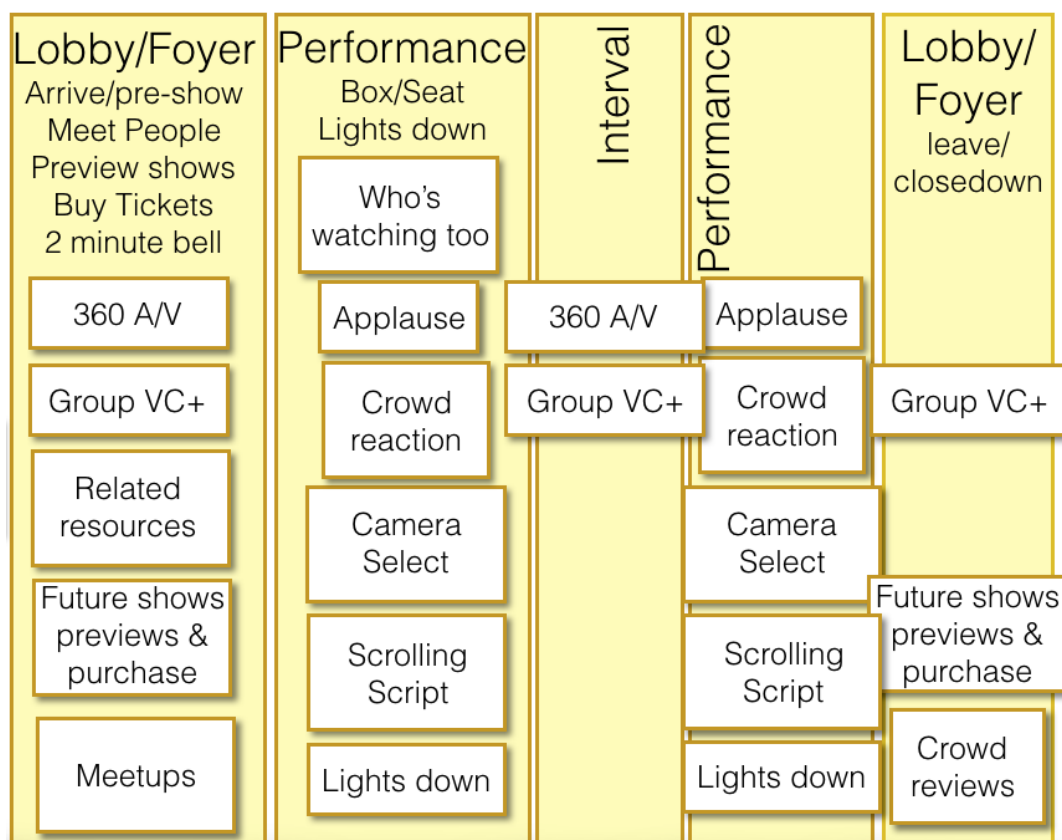 Lobby/Foyer
Arrive/pre-show
Meet People
Preview shows
Buy Tickets
2 minute bell
360 A/V
Group VC+
Related
resources
Future shows
previews &
purchase
Meetups
Performance
Box/Seat
Lights down
Who’s
watching too
Applause
Crowd
reaction
Camera
Select
Scrolling
Script
Lights down
Interval
360 A/V
Group VC+
Performance
Applause
Crowd
reaction
Camera
Select
Scrolling
Script
Lights down
Lobby/
Foyer
leave/
closedown
Group VC+
Future shows
previews &
purchase
Crowd
reviews